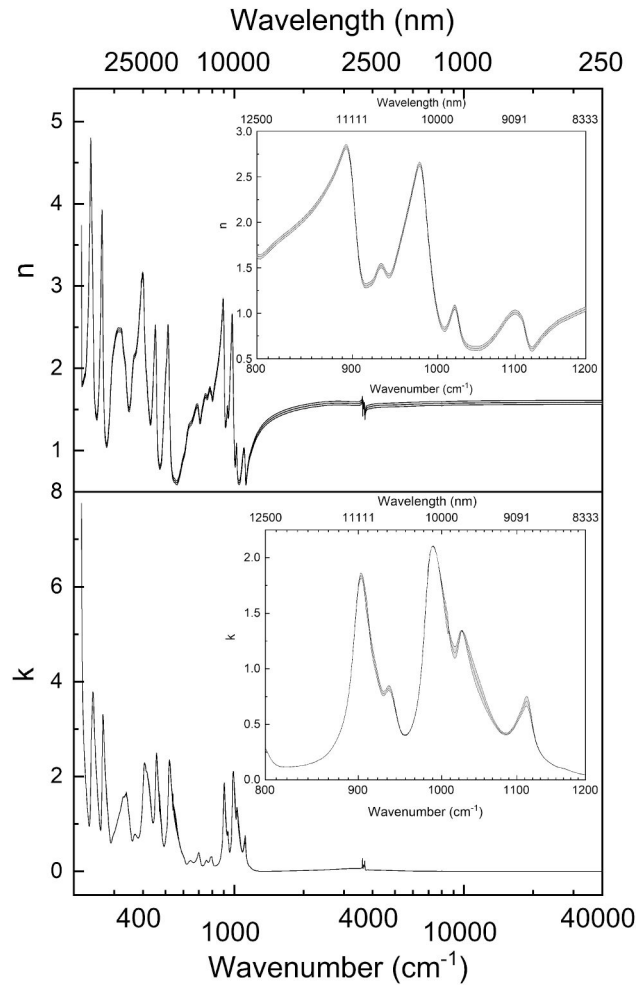 Wavelength (nm)
25000 10000 2500 1000 250
5
4
3
2
1
n
Wavelength (nm)
12500 11111 10000 9091 8333
3.0
2.5
2.0
1.5
1.0
0.5
n
800 900 1000 1100 1200
Wavenumber (cm-1)
8
6
4
2
0
k
Wavelength (nm)
12500 11111 10000 9091 8333
2.0
1.5
1.0
0.5
0.0
k
800 900 1000 1100 1200
Wavenumber (cm-1)
400 1000 4000 10000 40000
Wavenumber (cm-1)